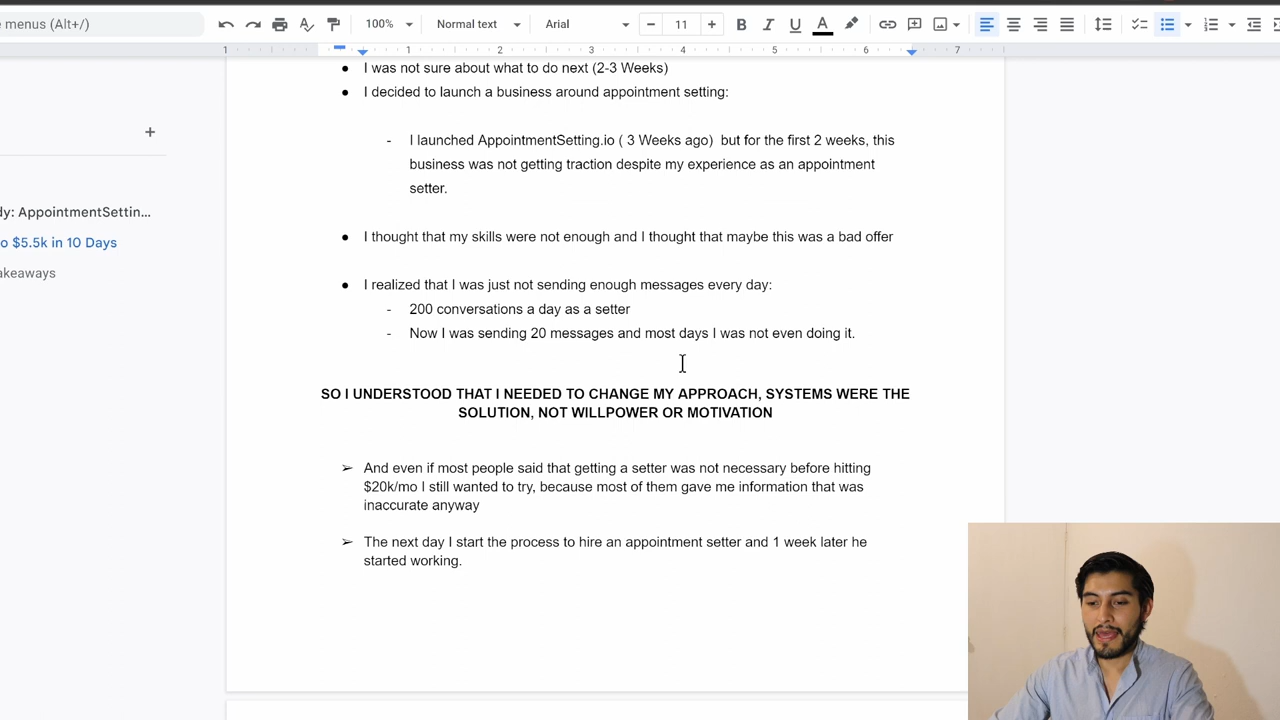 e menus (Alt+/)
100%
Normal text
Arial
11
B I U A
1 1 2 3 4 5 6 7
I was not sure about what to do next (2-3 Weeks)
I decided to launch a business around appointment setting:
- I launched AppointmentSetting.io ( 3 Weeks ago) but for the first 2 weeks, this
business was not getting traction despite my experience as an appointment
setter.
dy: AppointmentSettin...
o $5.5k in 10 Days
akeaways
I thought that my skills were not enough and I thought that maybe this was a bad offer
I realized that I was just not sending enough messages every day:
- 200 conversations a day as a setter
- Now I was sending 20 messages and most days I was not even doing it.
SO I UNDERSTOOD THAT I NEEDED TO CHANGE MY APPROACH, SYSTEMS WERE THE
SOLUTION, NOT WILLPOWER OR MOTIVATION
And even if most people said that getting a setter was not necessary before hitting
$20k/mo I still wanted to try, because most of them gave me information that was
inaccurate anyway
The next day I start the process to hire an appointment setter and 1 week later he
started working.